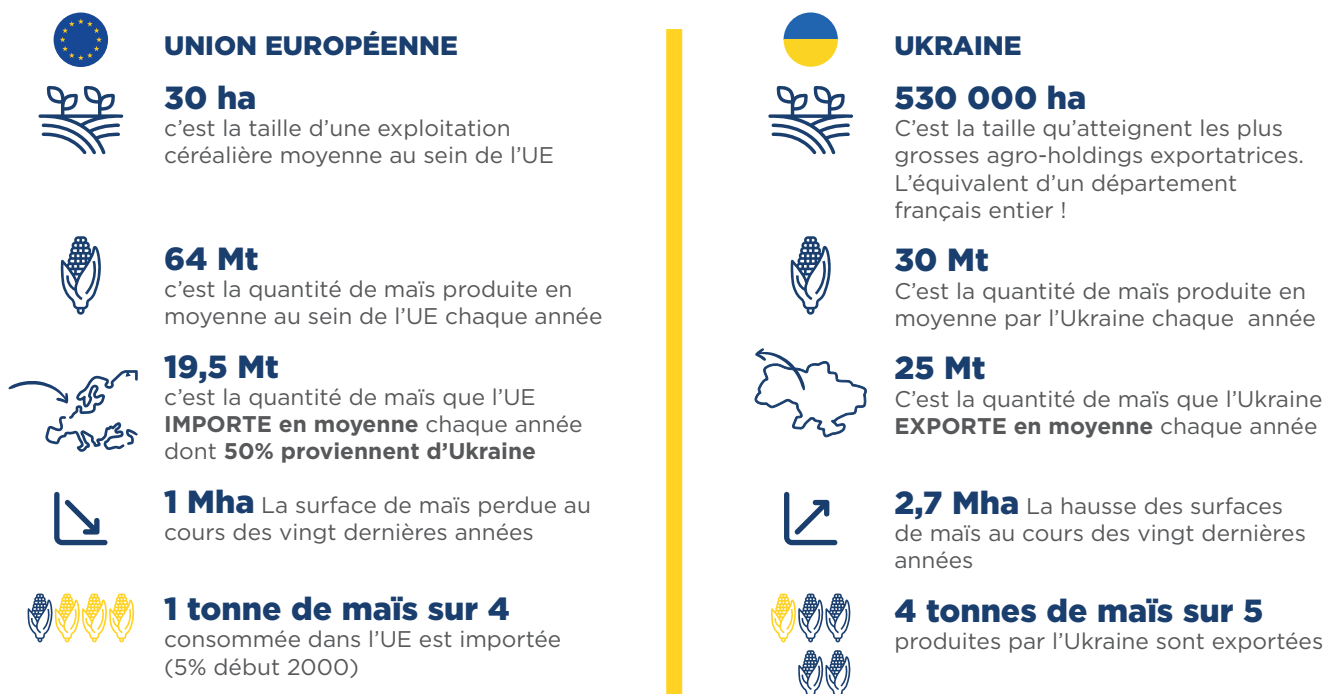 UNION EUROPÉENNE
30 ha
c'est la taille d'une exploitation
céréalière moyenne au sein de l'UE
64 Mt
c'est la quantité de maïs produite en
moyenne au sein de l'UE chaque année
19,5 Mt
c'est la quantité de maïs que l'UE
IMPORTE en moyenne chaque année
dont 50% proviennent d'Ukraine
1 Mha La surface de maïs perdue au
cours des vingt dernières années
1 tonne de maïs sur 4
consommée dans l'UE est importée
(5% début 2000)
UKRAINE
530 000 ha
C'est la taille qu'atteignent les plus
grosses agro-holdings exportatrices.
L'équivalent d'un département
français entier !
30 Mt
C'est la quantité de maïs produite en
moyenne par l'Ukraine chaque année
25 Mt
C'est la quantité de maïs que l'Ukraine
EXPORTE en moyenne chaque année
2,7 Mha La hausse des surfaces
de maïs au cours des vingt dernières
années
4 tonnes de maïs sur 5
produites par l'Ukraine sont exportées